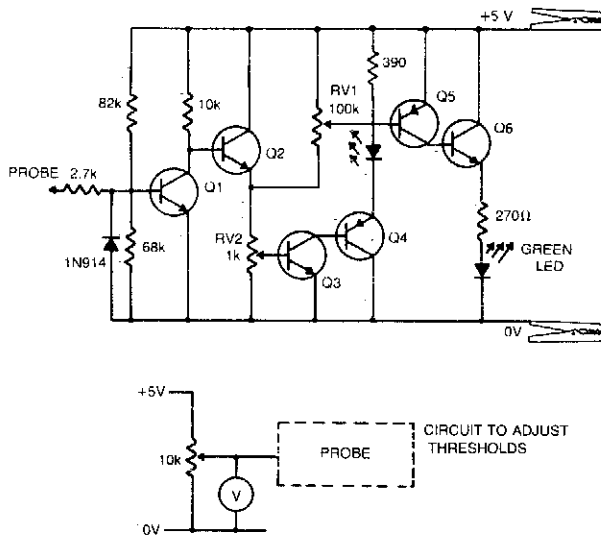 +5 V
390
RV1
100k
Q5
82k
10k
Q2
Q6
PROBE
2.7k
Q1
270Ω
68k
RV2
1k
Q4
GREEN
LED
1N914
Q3
0V
+5V
CIRCUIT TO ADJUST
THRESHOLDS
10k
PROBE
V
0V